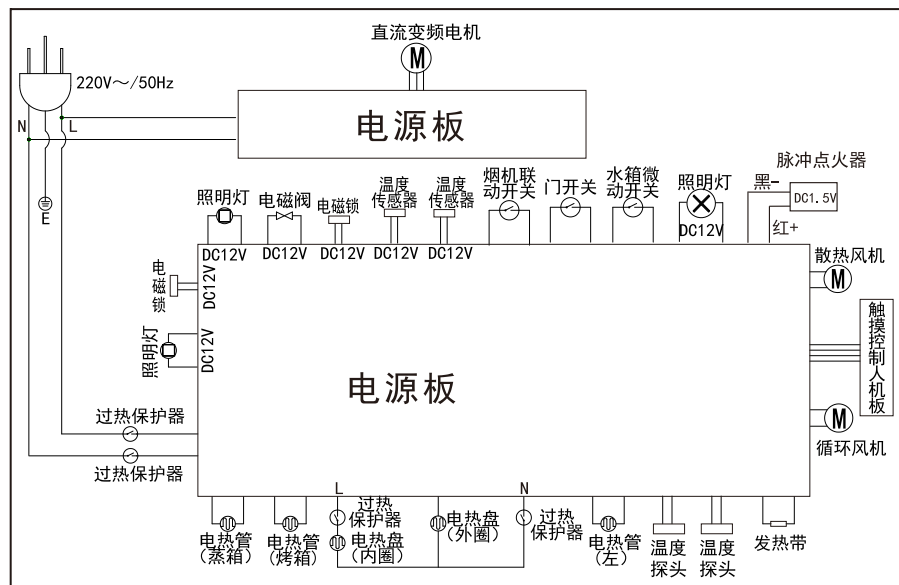 直流变频电机
M
220V～/50Hz
N
L
电源板
E
照明灯
DC12V
电磁阀
DC12V
电磁锁
DC12V
温度
传感器
DC12V
温度
传感器
DC12V
烟机联
动开关
门开关
水箱微
动开关
照明灯
DC12V
脉冲点火器
黑-
DC1.5V
红+
电磁锁
DC12V
照明灯
DC12V
散热风机
M
触摸控制人机板
电源板
M
循环风机
过热保护器
过热保护器
L
N
电热管
(蒸箱)
电热管
(烤箱)
过热
保护器
电热盘
(内圈)
电热盘
(外圈)
过热
保护器
电热管
(左)
温度
探头
温度
探头
发热带